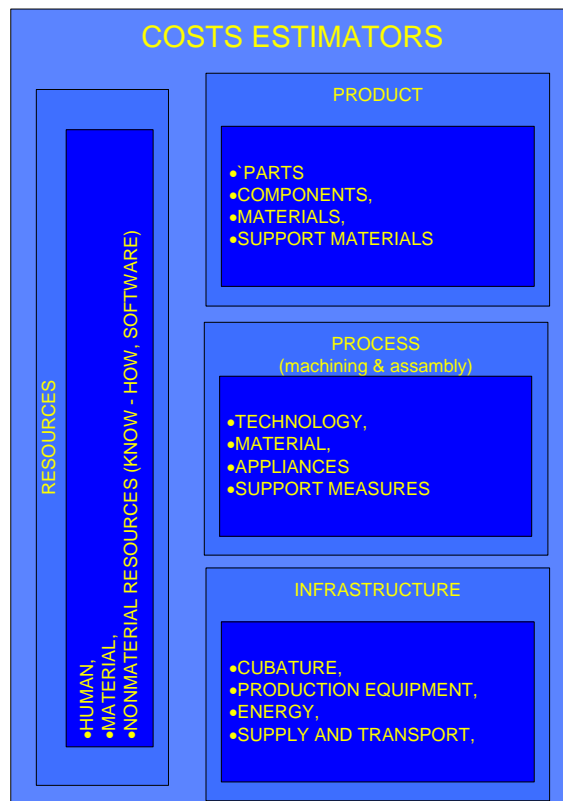 COSTS ESTIMATORS
RESOURCES
•HUMAN,
•MATERIAL,
•NONMATERIAL RESOURCES (KNOW - HOW, SOFTWARE)
PRODUCT
•`PARTS
•COMPONENTS,
•MATERIALS,
•SUPPORT MATERIALS
PROCESS
(machining & assambly)
•TECHNOLOGY,
•MATERIAL,
•APPLIANCES
•SUPPORT MEASURES
INFRASTRUCTURE
•CUBATURE,
•PRODUCTION EQUIPMENT,
•ENERGY,
•SUPPLY AND TRANSPORT,